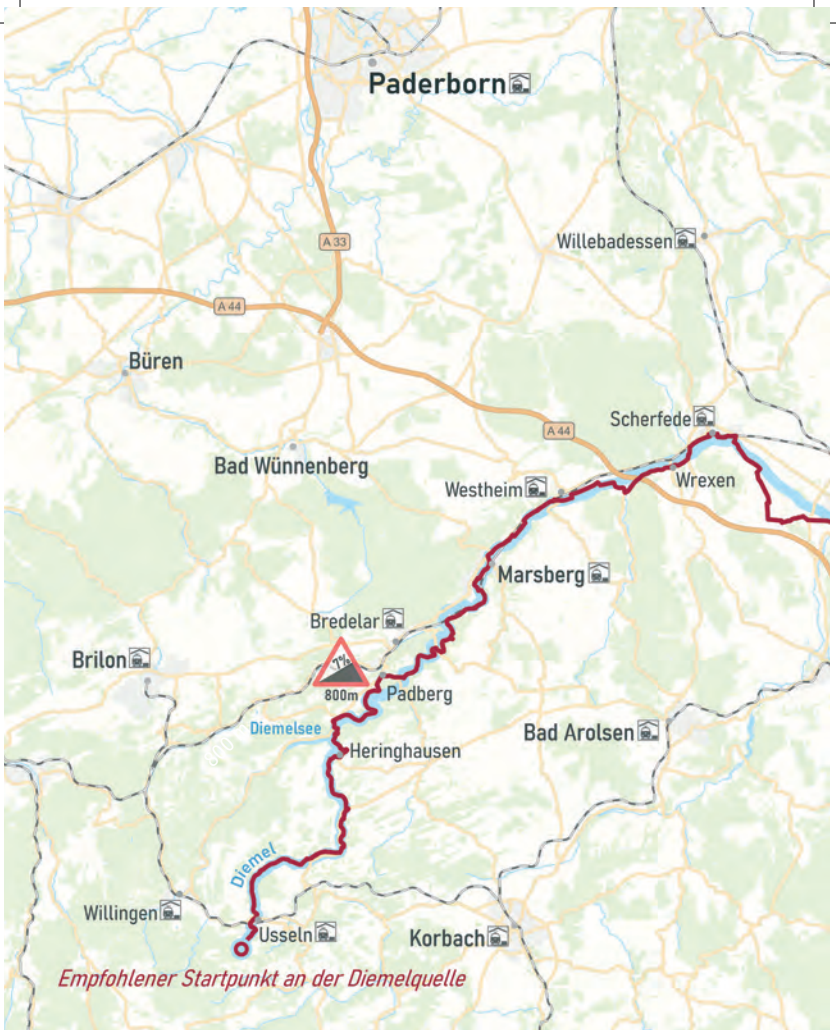 Paderborn
Willebadessen
A 33
A 44
Büren
Scherfede
A 44
Bad Wünnenberg
Wrexen
Westheim
Marsberg
Bredelar
7%
800m
Brilon
Padberg
Diemelsee
Bad Arolsen
Heringhausen
Diemel
Willingen
Usseln
Korbach
Empfohlener Startpunkt an der Diemelquelle